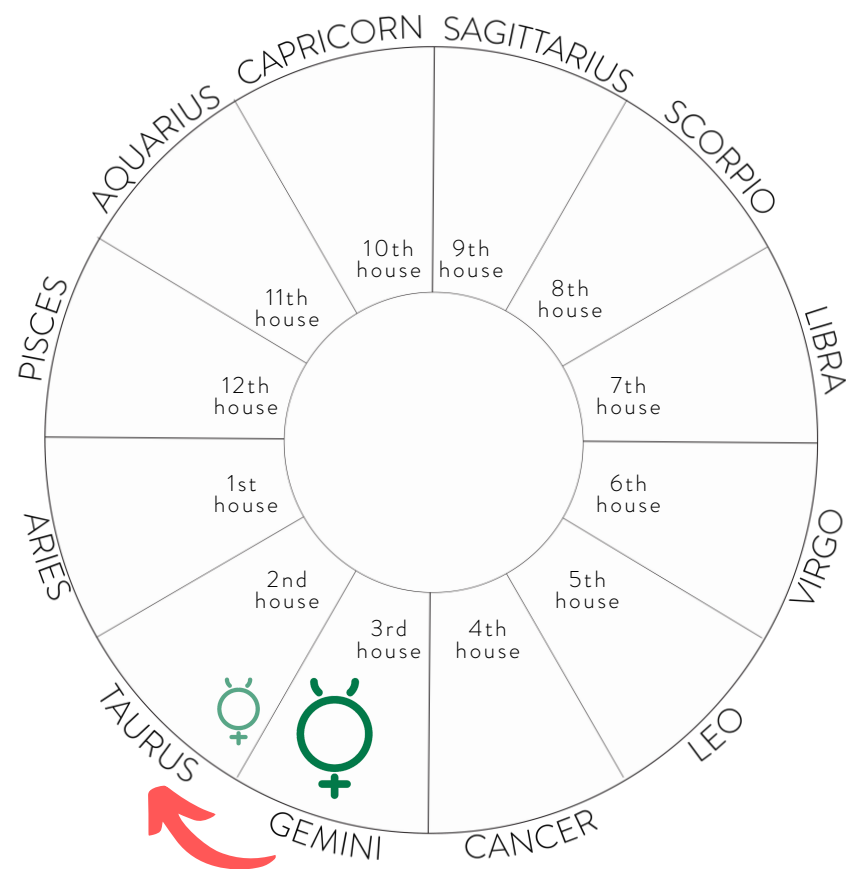 CAPRICORN
SAGITTARIUS
AQUARIUS
SCORPIO
PISCES
LIBRA
ARIES
VIRGO
TAURUS
LEO
GEMINI
CANCER
10th
house
9th
house
11th
house
8th
house
12th
house
7th
house
1st
house
6th
house
2nd
house
5th
house
3rd
house
4th
house